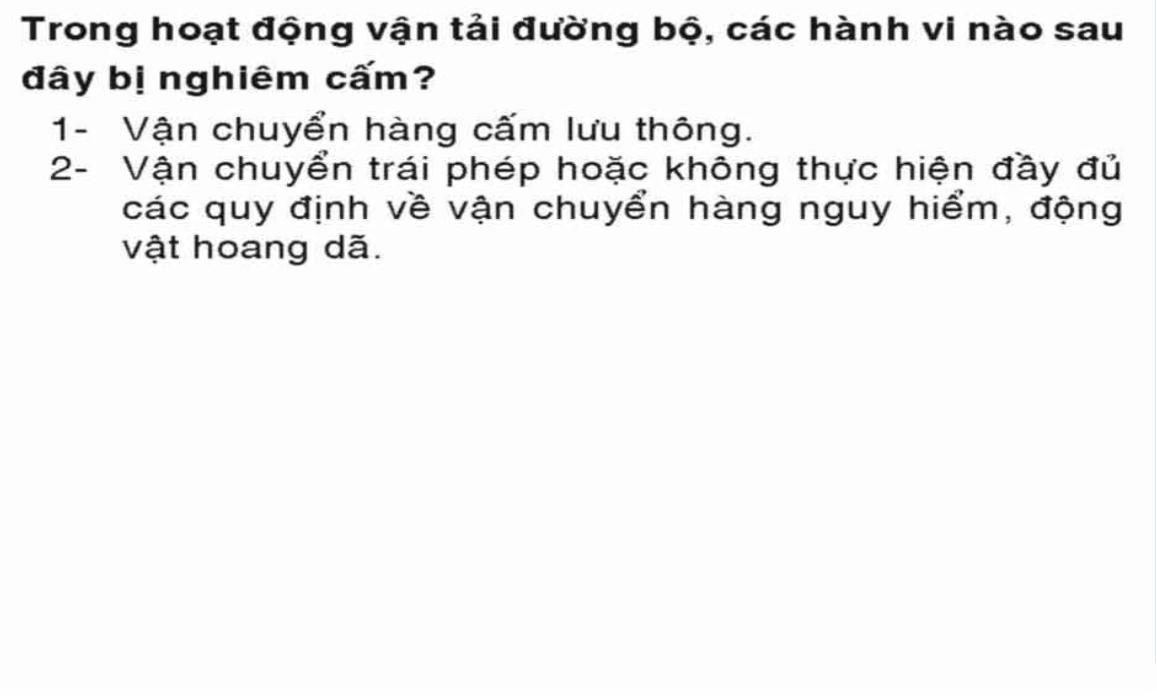 Trong hoạt động vận tải đường bộ, các hành vi nào sau
đây bị nghiêm cấm?
1- Vận chuyển hàng cấm lưu thông.
2- Vận chuyển trái phép hoặc không thực hiện đầy đủ
các quy định về vận chuyển hàng nguy hiểm, động
vật hoang dã.